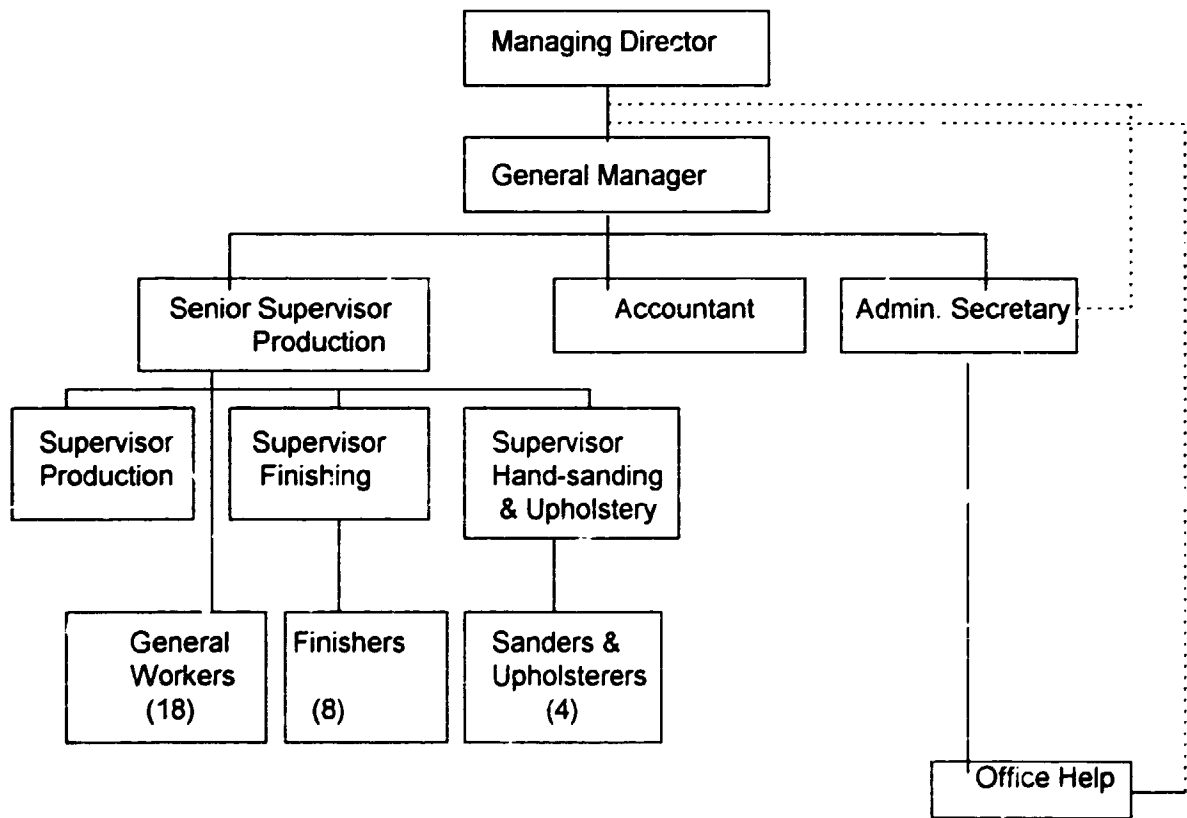 Managing Director
General Manager
Senior Supervisor
Production
Accountant
Admin. Secretary
Supervisor
Production
Supervisor
Finishing
Supervisor
Hand-sanding
& Upholstery
General
Workers
(18)
Finishers
(8)
Sanders &
Upholsterers
(4)
Office Help